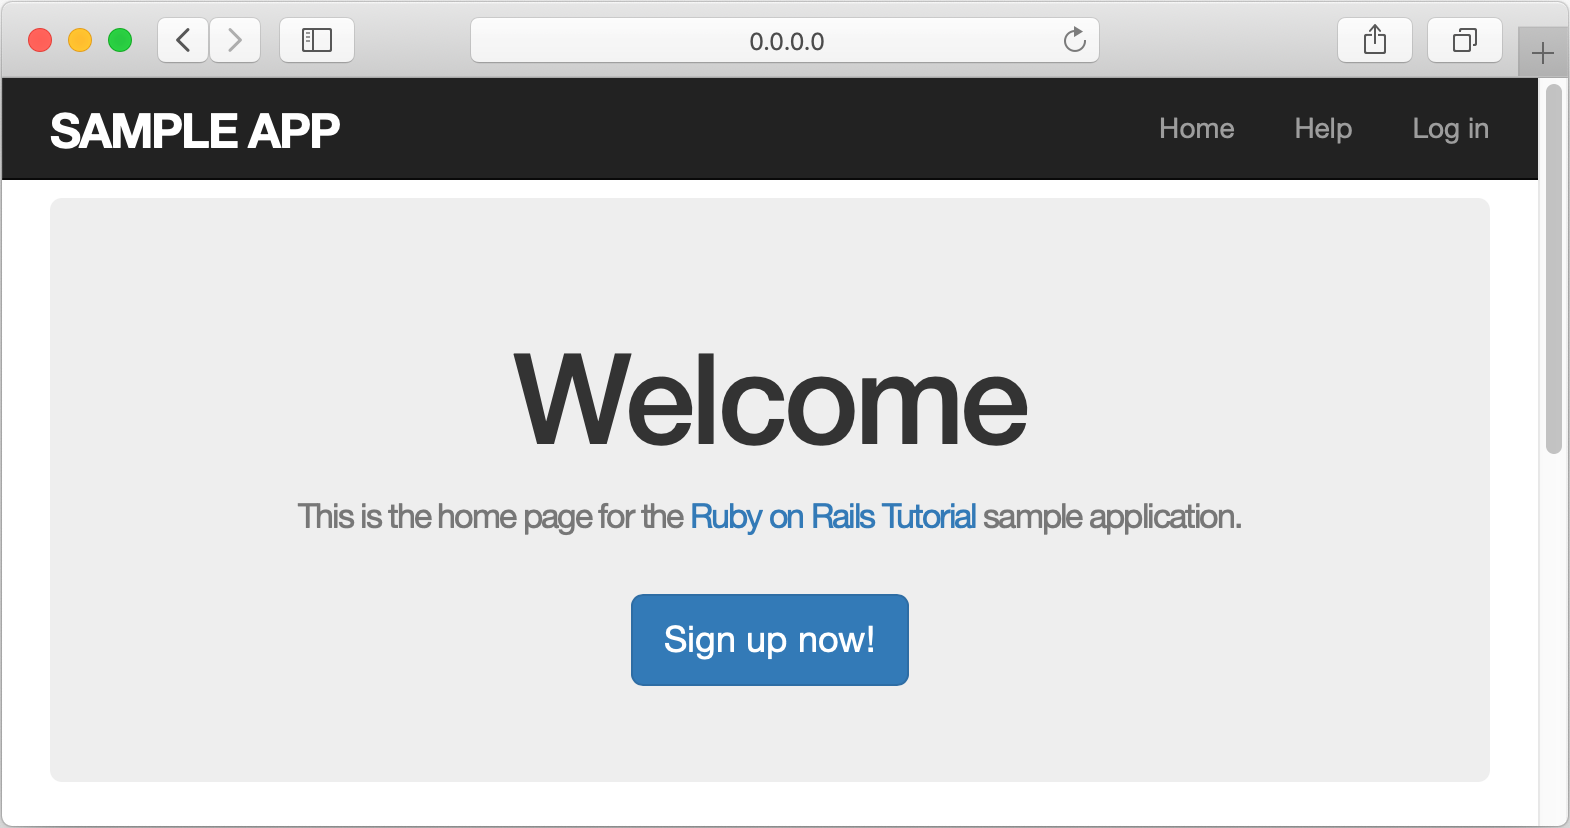 0.0.0.0
SAMPLE APP
Home Help Log in
Welcome
This is the home page for the Ruby on Rails Tutorial sample application.
Sign up now!